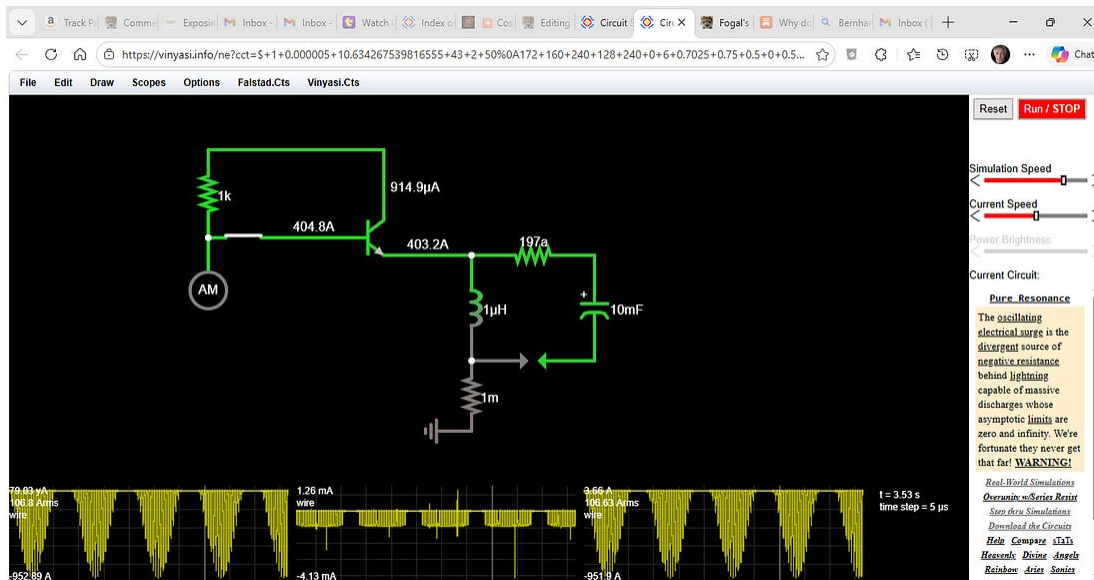 Track P
Comme
Exposin
Inbox -
Inbox -
Watch (
Index o
Cos
Editing
Circuit
Circ
Fogal's
Why do
Bernhar
Inbox (
https://vinyasi.info/ne?cct=$+1+0.000005+10.634267539816555+43+2+50%0A172+160+240+128+240+0+6+0.7025+0.75+0.5+0+0.5...
Chat
File Edit Draw Scopes Options Falstad.Cts Vinyasi.Cts
Reset Run / STOP
Simulation Speed
Current Speed
Power Brightness
Current Circuit:
Pure Resonance
The oscillating
electrical surge is the
divergent source of
negative resistance
behind lightning
capable of massive
discharges whose
asymptotic limits are
zero and infinity. We're
fortunate they never get
that far! WARNING!
Real-World Simulations
Overunity w/Series Resist
Step thru Simulations
Download the Circuits
Help Compare sTaTs
Heavenly Divine Angels
Rainbow Aries Sonics
1k
914.9µA
404.8A
403.2A
197a
AM
1µH
+
10mF
1m
79.03 yA
106.8 Arms
wire
-952.89 A
1.26 mA
wire
-4.13 mA
3.66 A
106.63 Arms
wire
-951.9 A
t = 3.53 s
time step = 5 µs